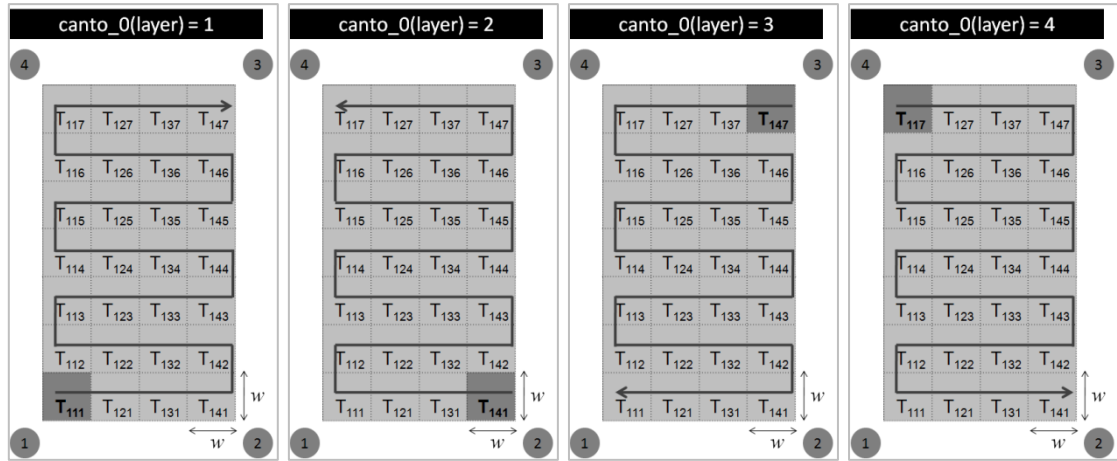 canto_0(layer) = 1
4 3
T117 T127 T137 T147
T116 T126 T136 T146
T115 T125 T135 T145
T114 T124 T134 T144
T113 T123 T133 T143
T112 T122 T132 T142
w
T111 T121 T131 T141
1 w 2
canto_0(layer) = 2
4 3
T117 T127 T137 T147
T116 T126 T136 T146
T115 T125 T135 T145
T114 T124 T134 T144
T113 T123 T133 T143
T112 T122 T132 T142
w
T111 T121 T131 T141
1 w 2
canto_0(layer) = 3
4 3
T117 T127 T137 T147
T116 T126 T136 T146
T115 T125 T135 T145
T114 T124 T134 T144
T113 T123 T133 T143
T112 T122 T132 T142
w
T111 T121 T131 T141
1 w 2
canto_0(layer) = 4
4 3
T117 T127 T137 T147
T116 T126 T136 T146
T115 T125 T135 T145
T114 T124 T134 T144
T113 T123 T133 T143
T112 T122 T132 T142
w
T111 T121 T131 T141
1 w 2